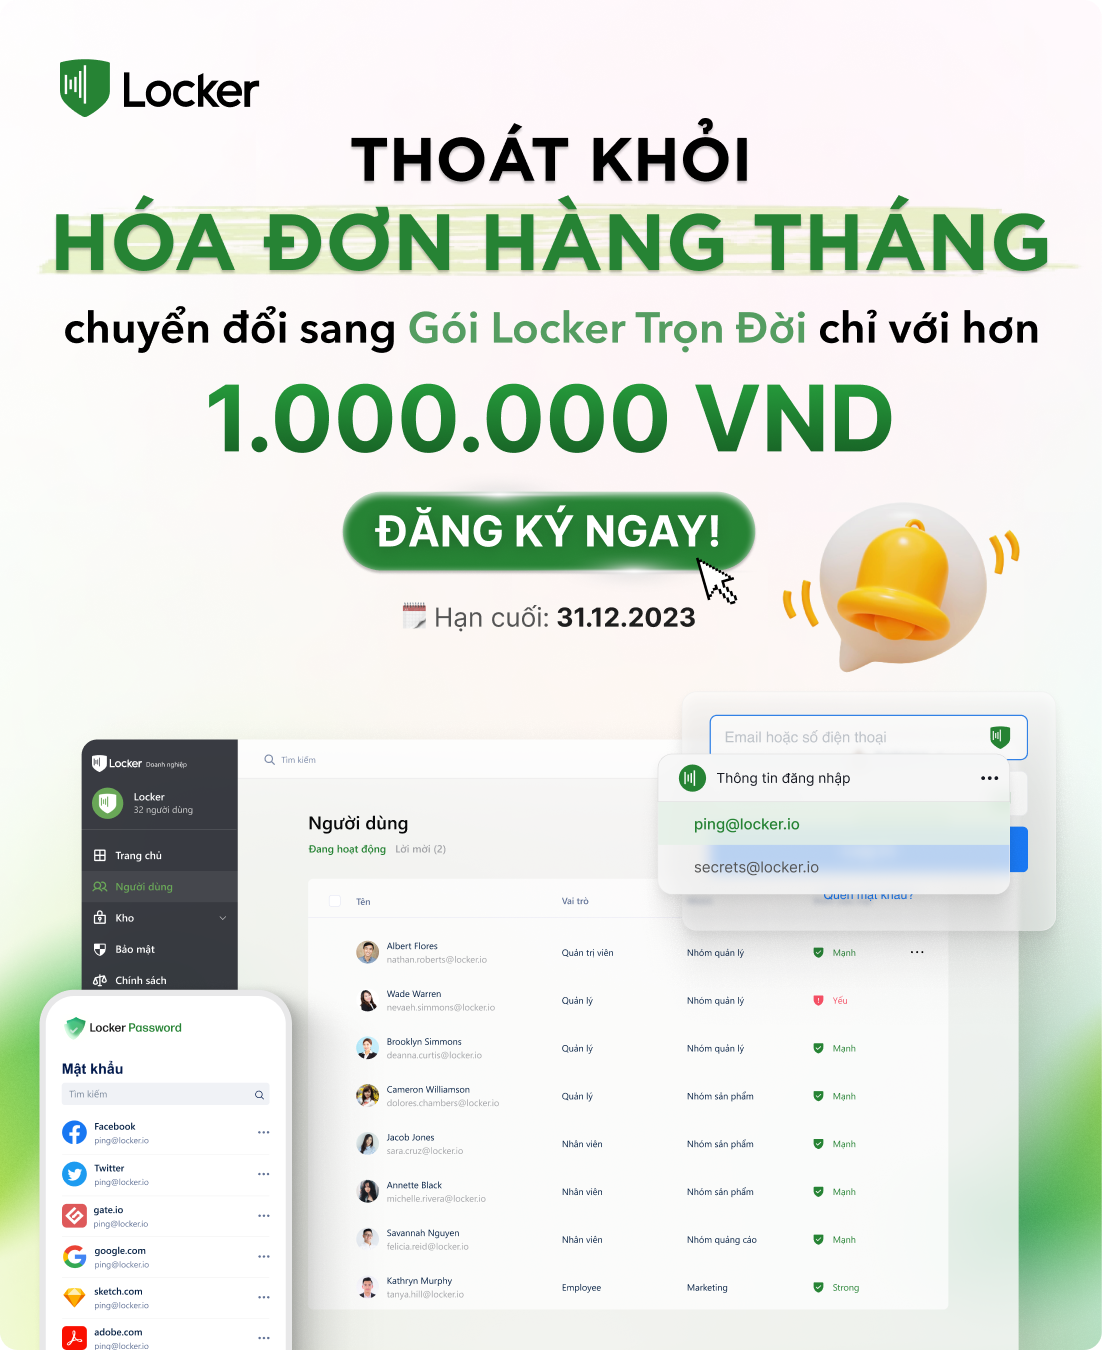 Locker
THOÁT KHỎI
HÓA ĐƠN HÀNG THÁNG
chuyển đổi sang Gói Locker Trọn Đời chỉ với hơn
1.000.000 VND
ĐĂNG KÝ NGAY!
Hạn cuối: 31.12.2023
Email hoặc số điện thoại
Thông tin đăng nhập
ping@locker.io
secrets@locker.io
Quên mật khẩu?
Locker Doanh nghiệp
Locker
32 người dùng
Trang chủ
Người dùng
Kho
Bảo mật
Chính sách
Tìm kiếm
Người dùng
Đang hoạt động Lời mời (2)
Tên Vai trò
Albert Flores
nathan.roberts@locker.io
Quản trị viên Nhóm quản lý Mạnh
Wade Warren
nevaeh.simmons@locker.io
Quản lý Nhóm quản lý Yếu
Brooklyn Simmons
deanna.curtis@locker.io
Quản lý Nhóm quản lý Mạnh
Cameron Williamson
dolores.chambers@locker.io
Quản lý Nhóm sản phẩm Mạnh
Jacob Jones
sara.cruz@locker.io
Nhân viên Nhóm sản phẩm Mạnh
Annette Black
michelle.rivera@locker.io
Nhân viên Nhóm sản phẩm Mạnh
Savannah Nguyen
felicia.reid@locker.io
Nhân viên Nhóm quảng cáo Mạnh
Kathryn Murphy
tanya.hill@locker.io
Employee Marketing Strong
Locker Password
Mật khẩu
Tìm kiếm
Facebook
ping@locker.io
Twitter
ping@locker.io
gate.io
ping@locker.io
google.com
ping@locker.io
sketch.com
ping@locker.io
adobe.com
ping@locker.io